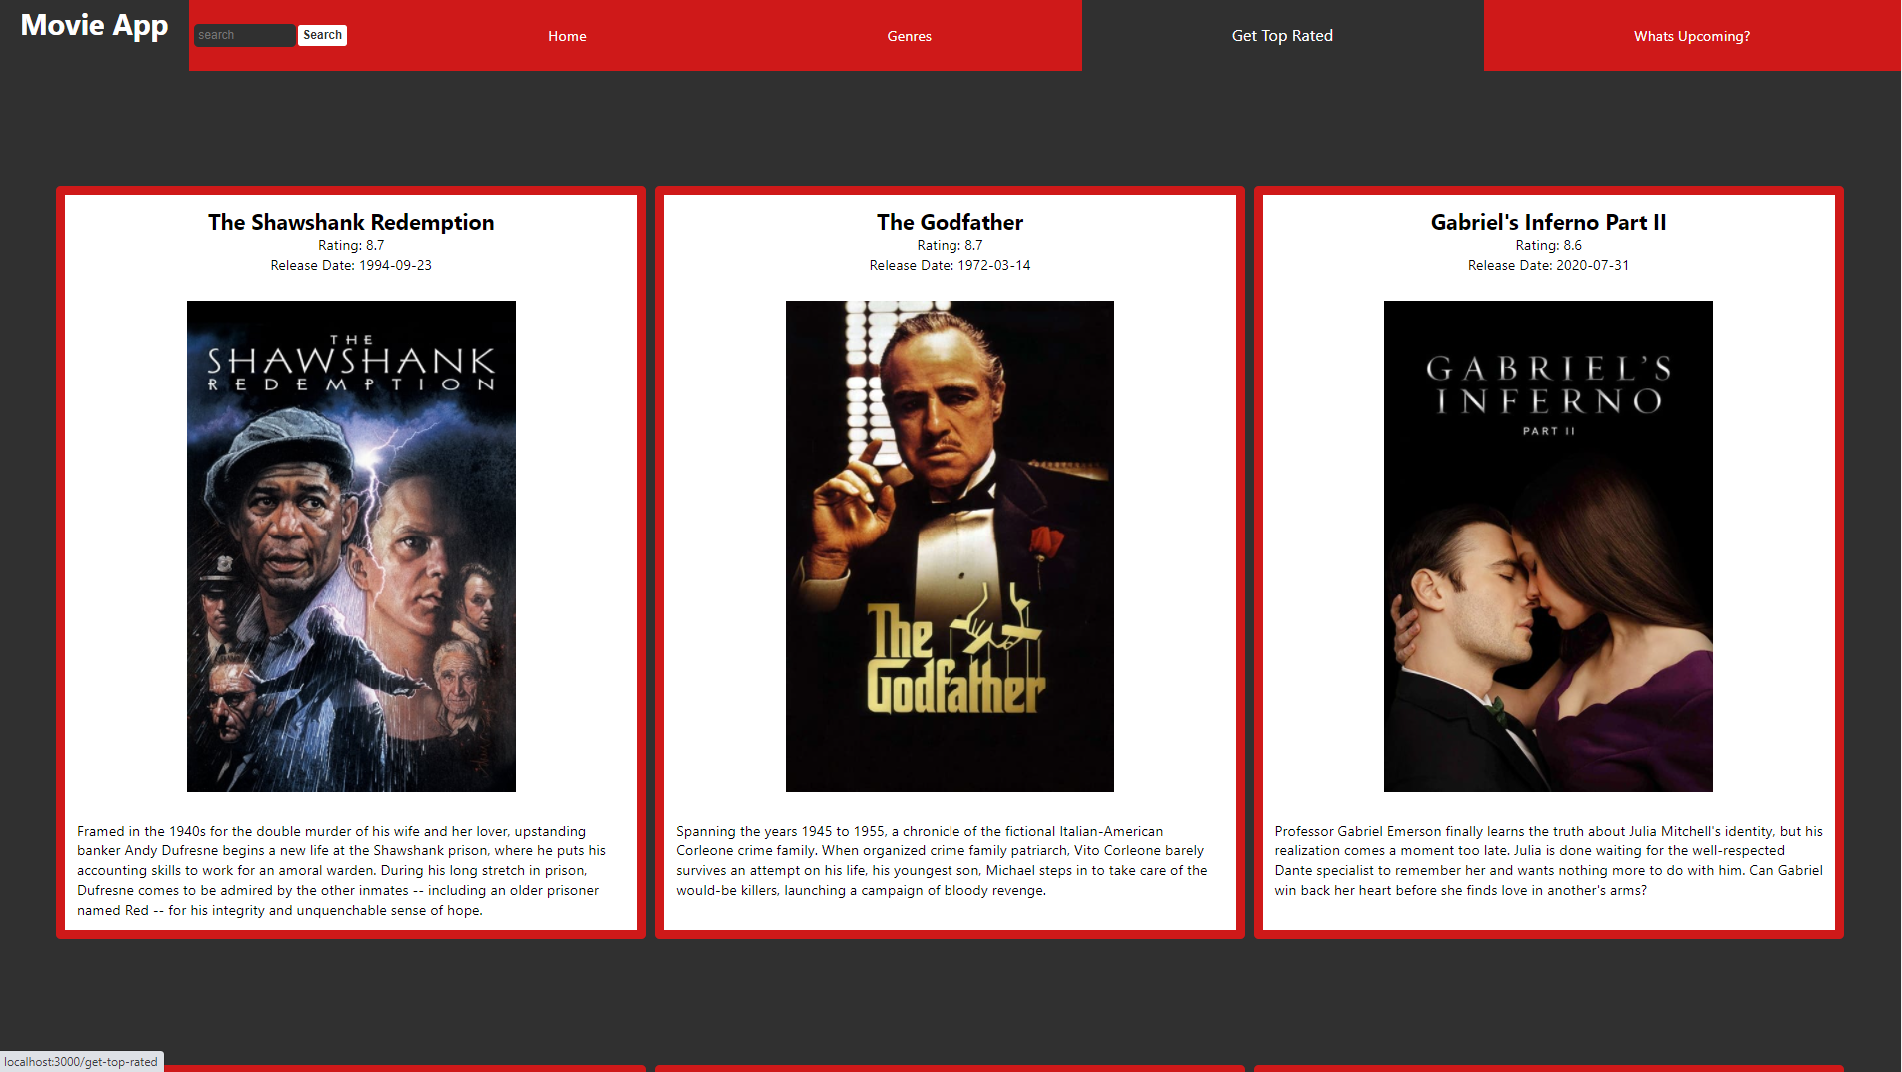 Movie App
search
Search
Home
Genres
Get Top Rated
Whats Upcoming?
The Shawshank Redemption
Rating: 8.7
Release Date: 1994-09-23
THE
SHAWSHANK
REDEMPTION
Framed in the 1940s for the double murder of his wife and her lover, upstanding
banker Andy Dufresne begins a new life at the Shawshank prison, where he puts his
accounting skills to work for an amoral warden. During his long stretch in prison,
Dufresne comes to be admired by the other inmates -- including an older prisoner
named Red -- for his integrity and unquenchable sense of hope.
The Godfather
Rating: 8.7
Release Date: 1972-03-14
The
Godfather
Spanning the years 1945 to 1955, a chronicle of the fictional Italian-American
Corleone crime family. When organized crime family patriarch, Vito Corleone barely
survives an attempt on his life, his youngest son, Michael steps in to take care of the
would-be killers, launching a campaign of bloody revenge.
Gabriel's Inferno Part II
Rating: 8.6
Release Date: 2020-07-31
GABRIEL'S
INFERNO
PART II
Professor Gabriel Emerson finally learns the truth about Julia Mitchell's identity, but his
realization comes a moment too late. Julia is done waiting for the well-respected
Dante specialist to remember her and wants nothing more to do with him. Can Gabriel
win back her heart before she finds love in another's arms?
localhost:3000/get-top-rated